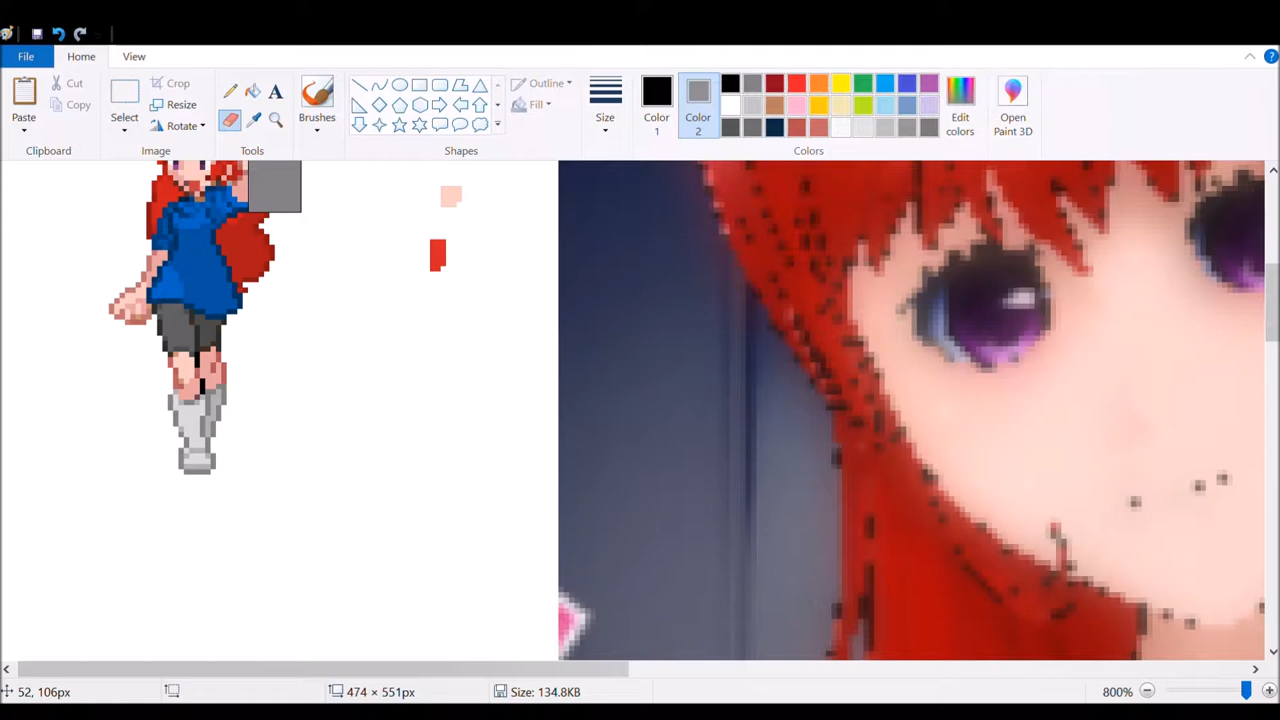 File Home View
Paste
Cut
Copy
Clipboard
Select
Crop
Resize
Rotate
Image
A
Tools
Brushes
Shapes
Outline
Fill
Size
Color
1
Color
2
Colors
Edit
colors
Open
Paint 3D
?
52, 106px
474 × 551px
Size: 134.8KB
800%